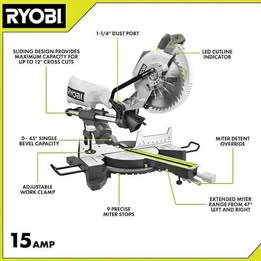 RYOBI
1-1/4" DUST PORT
SLIDING DESIGN PROVIDES
MAXIMUM CAPACITY FOR
UP TO 12" CROSS CUTS
LED CUTLINE
INDICATOR
0 - 45° SINGLE
BEVEL CAPACITY
MITER DETENT
OVERRIDE
ADJUSTABLE
WORK CLAMP
9 PRECISE
MITER STOPS
EXTENDED MITER
RANGE FROM 47°
LEFT AND RIGHT
15 AMP